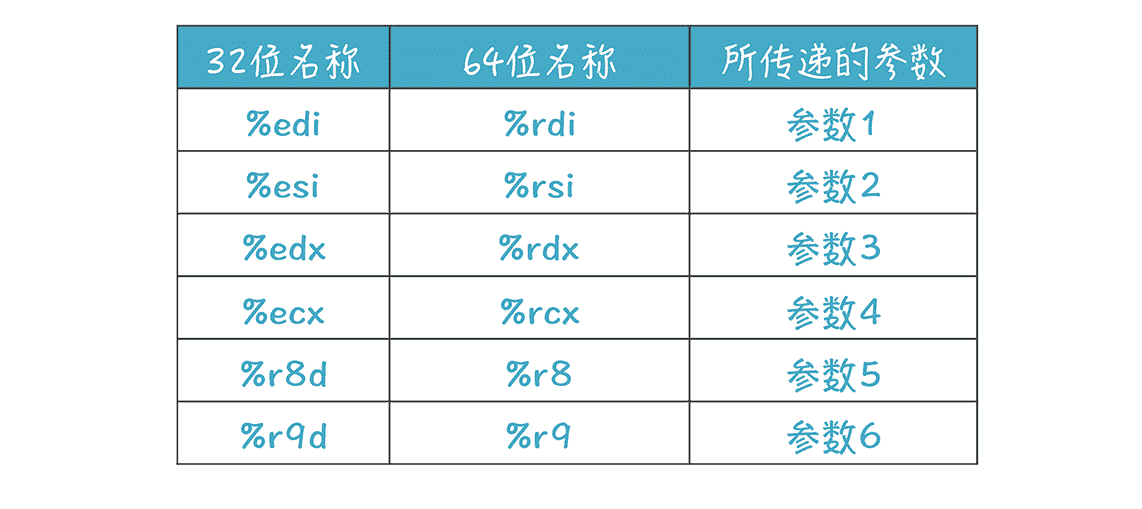 32位名称 64位名称 所传递的参数
%edi %rdi 参数1
%esi %rsi 参数2
%edx %rdx 参数3
%ecx %rcx 参数4
%r8d %r8 参数5
%r9d %r9 参数6